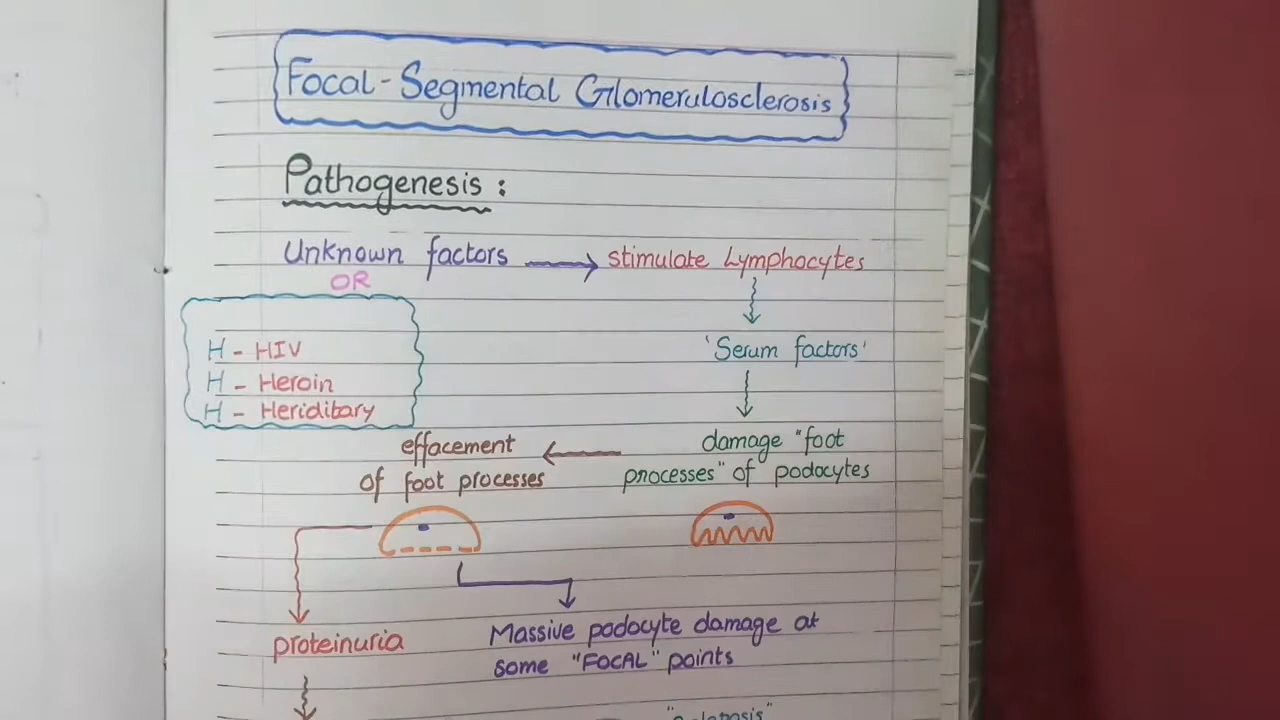 Focal-Segmental Glomerulosclerosis
Pathogenesis:
Unknown factors → stimulate Lymphocytes
OR
'Serum factors'
H - HIV
H - Heroin
H - Heriditary
damage "foot
processes" of podocytes
effacement
of foot processes
proteinuria
Massive podocyte damage at
some "FOCAL" points